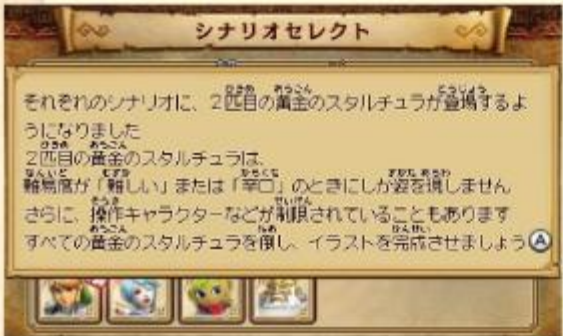 シナリオセレクト
それぞれのシナリオに、２匹目の黄金のスタルチュラが登場するよ
うになりました
２匹目の黄金のスタルチュラは、
難易度が「難しい」または「辛口」のときにしか姿を現しません
さらに、操作キャラクターなどが制限されていることもあります
すべての黄金のスタルチュラを倒し、イラストを完成させましょう Ⓐ